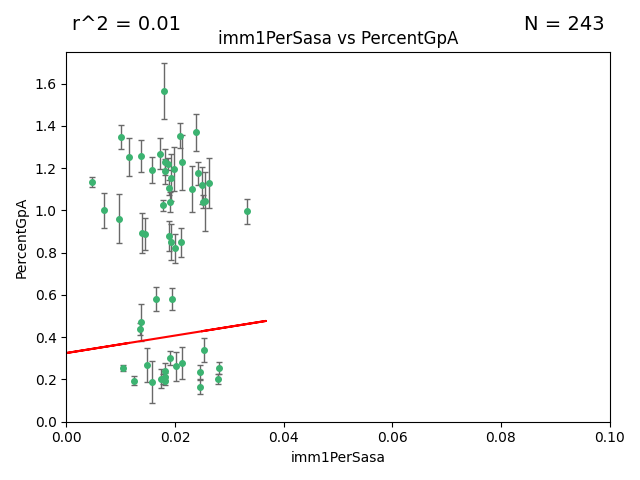 r^2 = 0.01
N = 243
imm1PerSasa vs PercentGpA
PercentGpA
1.6
1.4
1.2
1.0
0.8
0.6
0.4
0.2
0.0
0.00 0.02 0.04 0.06 0.08 0.10
imm1PerSasa